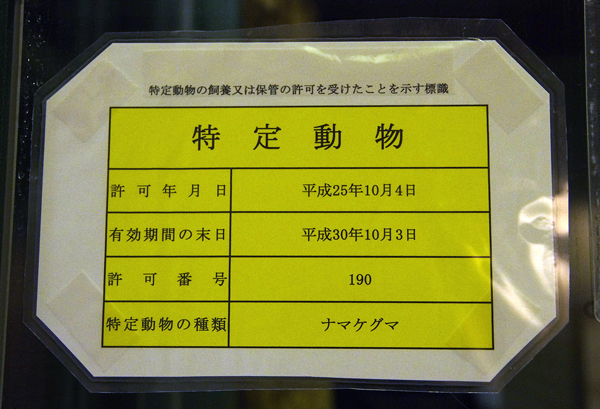 特定動物の飼養又は保管の許可を受けたことを示す標識
特定動物
許可年月日 平成25年10月4日
有効期間の末日 平成30年10月3日
許可番号 190
特定動物の種類 ナマケグマ